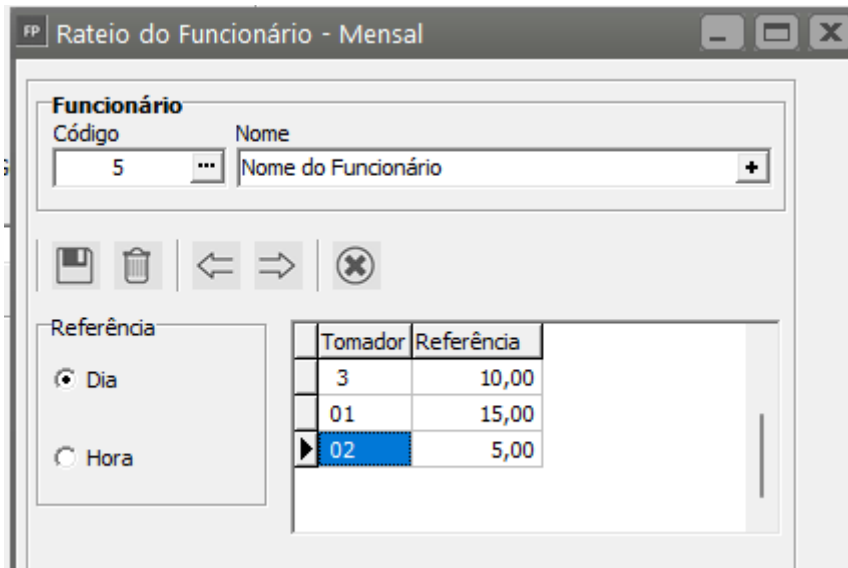 FP Rateio do Funcionário - Mensal
Funcionário
Código Nome
5 ... Nome do Funcionário +
Referência
Dia
Hora
Tomador Referência
3 10,00
01 15,00
02 5,00